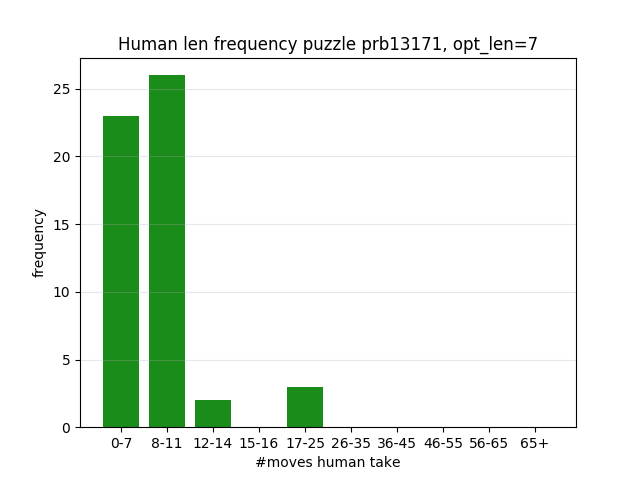 Human len frequency puzzle prb13171, opt_len=7
25
20
15
10
5
0
frequency
0-7 8-11 12-14 15-16 17-25 26-35 36-45 46-55 56-65 65+
#moves human take